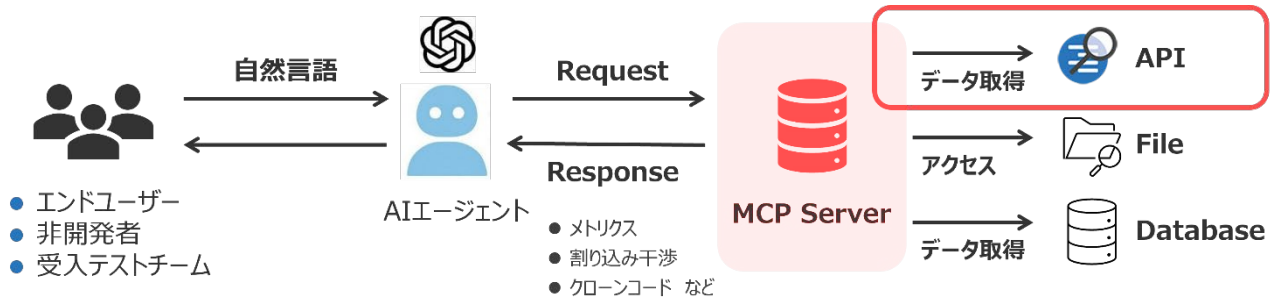 自然言語
エンドユーザー
非開発者
受入テストチーム
AIエージェント
Request
Response
メトリクス
割り込み干渉
クローンコード など
MCP Server
データ取得
API
アクセス
File
データ取得
Database